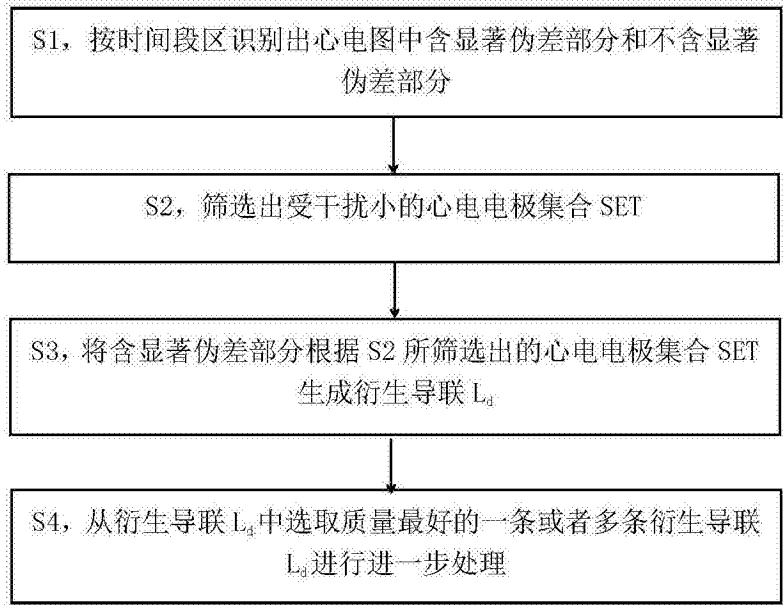 S1，按时间段区识别出心电图中含显著伪差部分和不含显著
伪差部分
S2，筛选出受干扰小的心电电极集合 SET
S3，将含显著伪差部分根据 S2 所筛选出的心电电极集合 SET
生成衍生导联 Ld
S4，从衍生导联 Ld 中选取质量最好的一条或者多条衍生导联
Ld 进行进一步处理